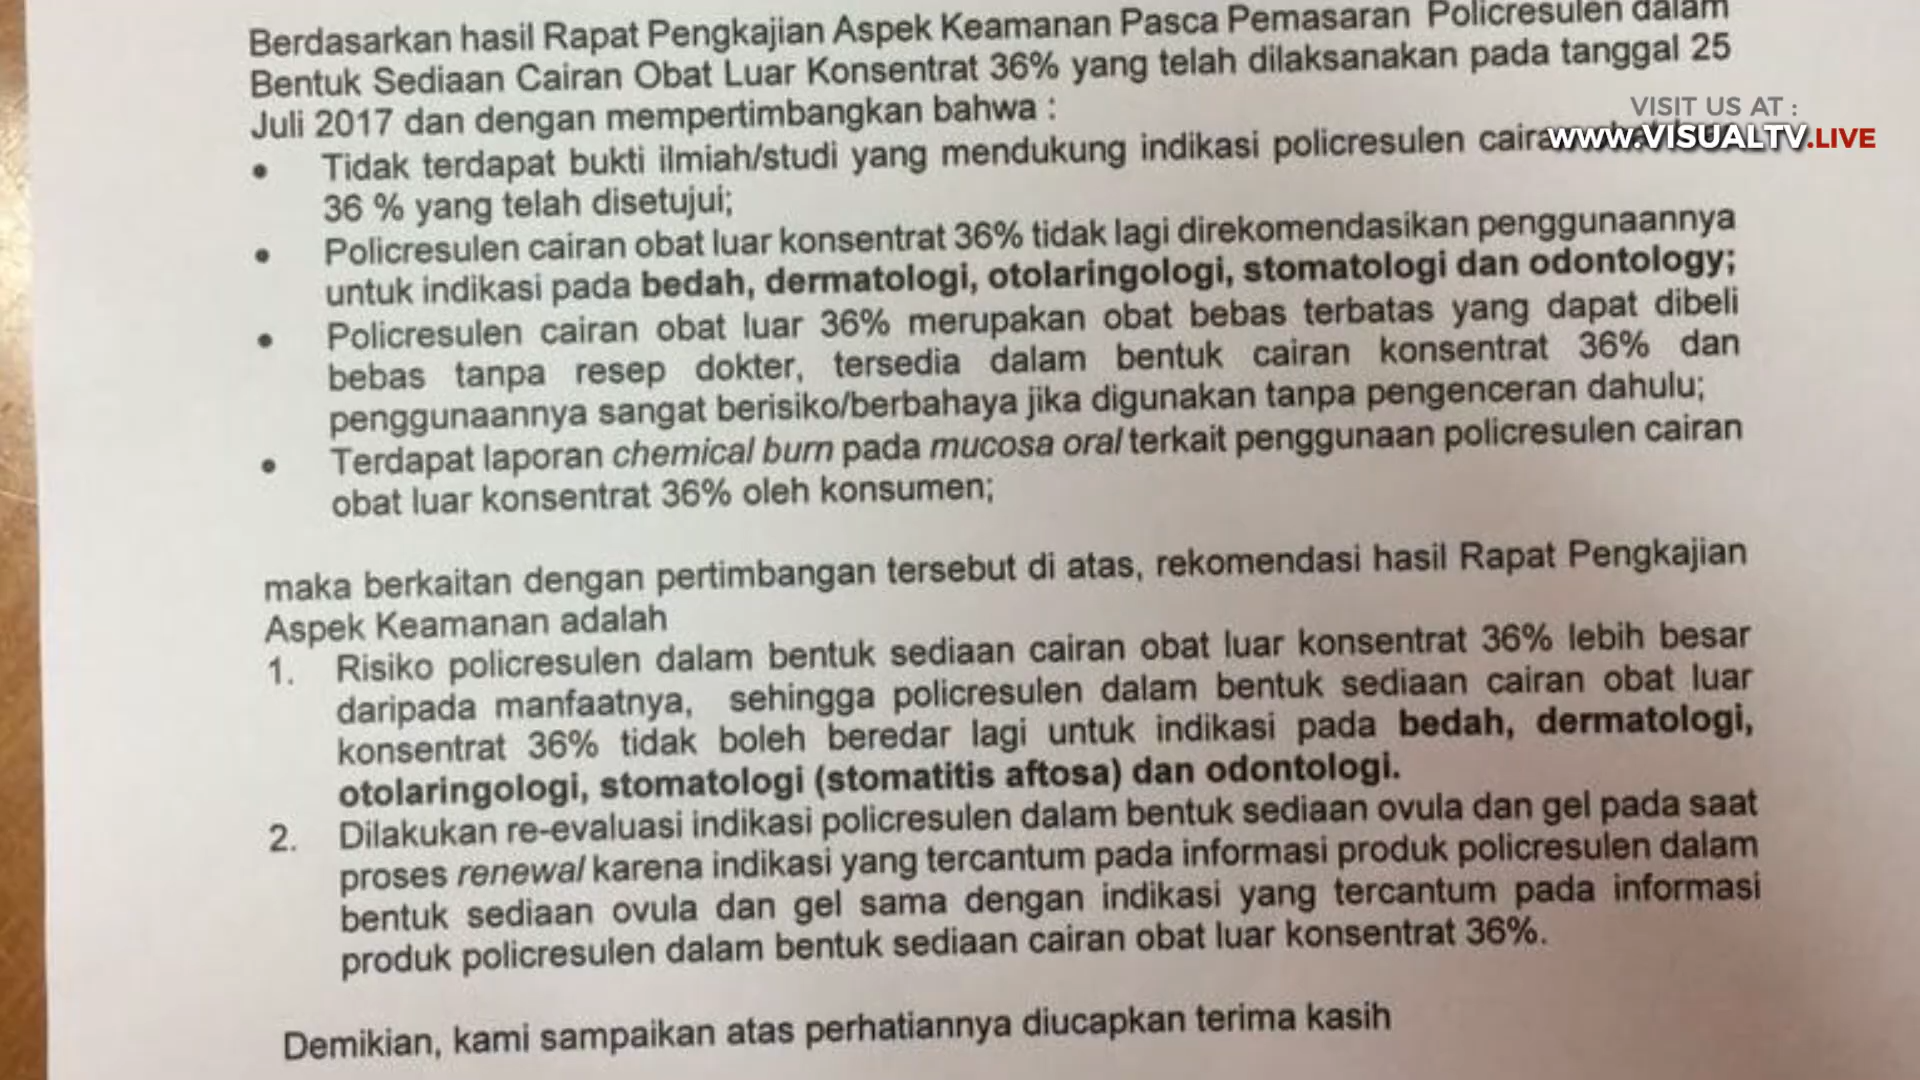 Berdasarkan hasil Rapat Pengkajian Aspek Keamanan Pasca Pemasaran Policresulen dalam
Bentuk Sediaan Cairan Obat Luar Konsentrat 36% yang telah dilaksanakan pada tanggal 25
Juli 2017 dan dengan mempertimbangkan bahwa :
VISIT US AT :
WWW.VISUALTV.LIVE
• Tidak terdapat bukti ilmiah/studi yang mendukung indikasi policresulen
36 % yang telah disetujui;
• Policresulen cairan obat luar konsentrat 36% tidak lagi direkomendasikan penggunaannya
untuk indikasi pada bedah, dermatologi, otolaringologi, stomatologi dan odontology;
• Policresulen cairan obat luar 36% merupakan obat bebas terbatas yang dapat dibeli
bebas tanpa resep dokter, tersedia dalam bentuk cairan konsentrat 36% dan
penggunaannya sangat berisiko/berbahaya jika digunakan tanpa pengenceran dahulu;
• Terdapat laporan chemical burn pada mucosa oral terkait penggunaan policresulen cairan
obat luar konsentrat 36% oleh konsumen;
maka berkaitan dengan pertimbangan tersebut di atas, rekomendasi hasil Rapat Pengkajian
Aspek Keamanan adalah
1. Risiko policresulen dalam bentuk sediaan cairan obat luar konsentrat 36% lebih besar
daripada manfaatnya, sehingga policresulen dalam bentuk sediaan cairan obat luar
konsentrat 36% tidak boleh beredar lagi untuk indikasi pada bedah, dermatologi,
otolaringologi, stomatologi (stomatitis aftosa) dan odontologi.
2. Dilakukan re-evaluasi indikasi policresulen dalam bentuk sediaan ovula dan gel pada saat
proses renewal karena indikasi yang tercantum pada informasi produk policresulen dalam
bentuk sediaan ovula dan gel sama dengan indikasi yang tercantum pada informasi
produk policresulen dalam bentuk sediaan cairan obat luar konsentrat 36%.
Demikian, kami sampaikan atas perhatiannya diucapkan terima kasih